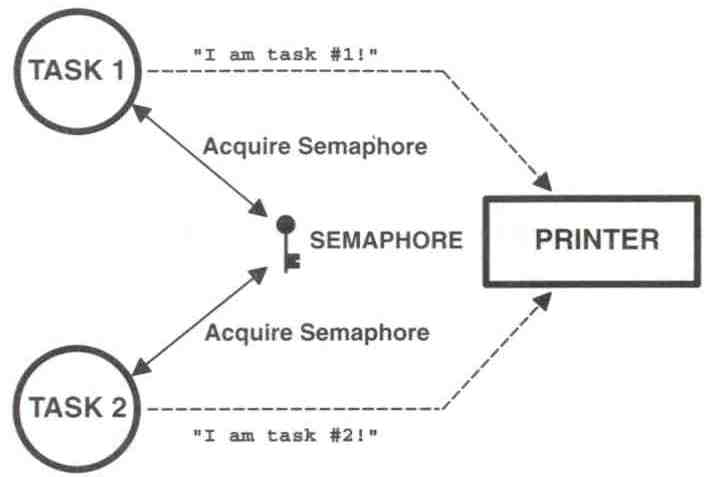 TASK 1
"I am task #1!"
Acquire Semaphore
SEMAPHORE
PRINTER
Acquire Semaphore
TASK 2
"I am task #2!"